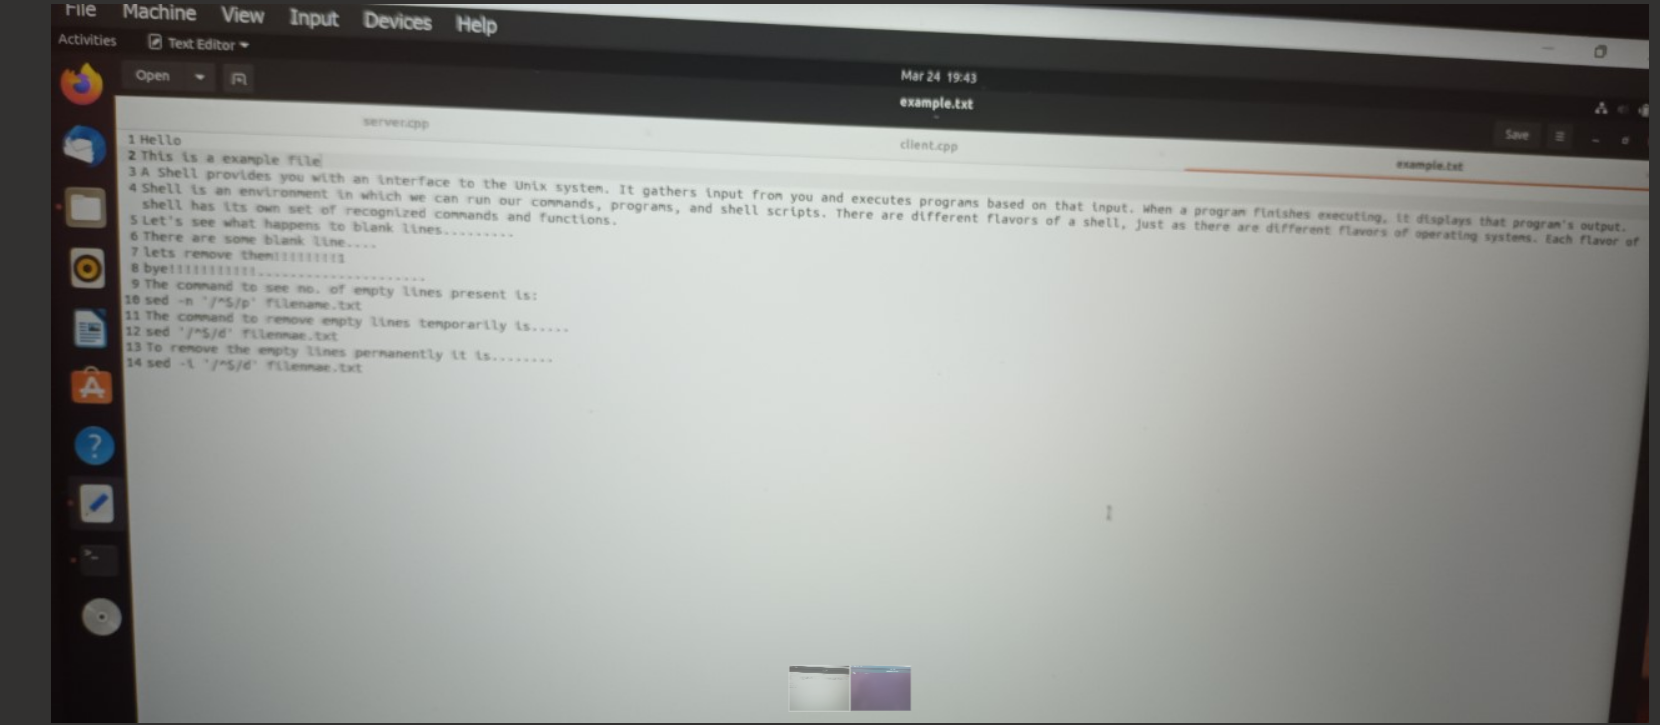 File Machine View Input Devices Help
Activities Text Editor
Mar 24 19:43
Open
example.txt
Save
server.cpp
client.cpp
example.txt
1 Hello
2 This is a example file
3 A Shell provides you with an interface to the Unix system. It gathers input from you and executes programs based on that input. When a program finishes executing, it displays that program's output.
4 Shell is an environment in which we can run our commands, programs, and shell scripts. There are different flavors of a shell, just as there are different flavors of operating systems. Each flavor of
shell has its own set of recognized commands and functions.
5 Let's see what happens to blank lines.........
6 There are some blank line....
7 lets remove them!!!!!!!!!
8 bye!!!!!!!!!!!......................
9 The command to see no. of empty lines present is:
10 sed -n '/^$/p' filename.txt
11 The command to remove empty lines temporarily is.....
12 sed '/^$/d' filenmae.txt
13 To remove the empty lines permanently it is........
14 sed -i '/^$/d' filenmae.txt